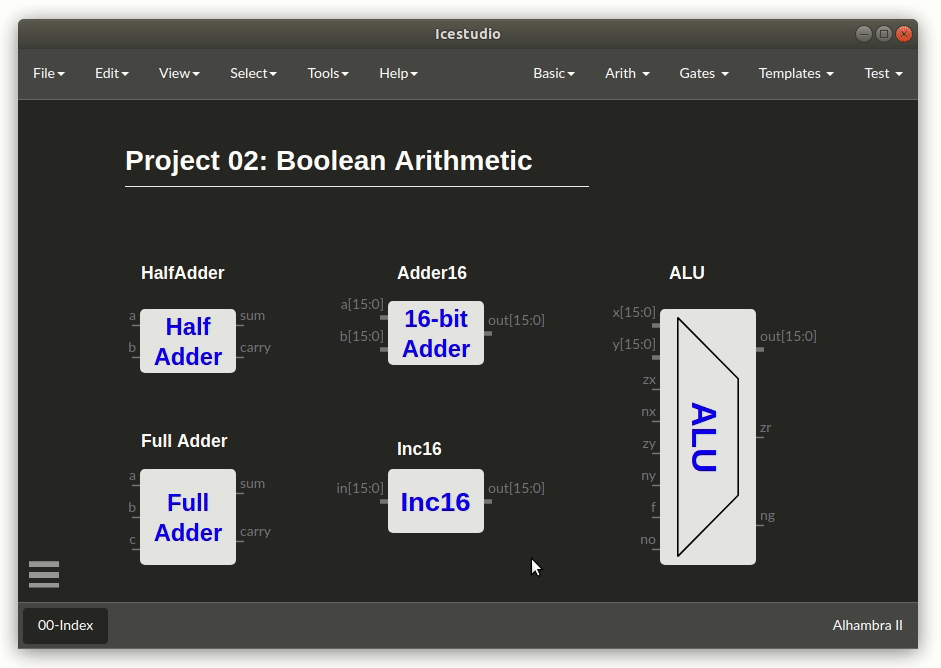 Icestudio
File Edit View Select Tools Help Basic Arith Gates Templates Test
Project 02: Boolean Arithmetic
HalfAdder
a
b
Half
Adder
sum
carry
Adder16
a[15:0]
b[15:0]
16-bit
Adder
out[15:0]
ALU
x[15:0]
y[15:0]
zx
nx
zy
ny
f
no
ALU
out[15:0]
zr
ng
Full Adder
a
b
c
Full
Adder
sum
carry
Inc16
in[15:0]
Inc16
out[15:0]
00-Index
Alhambra II